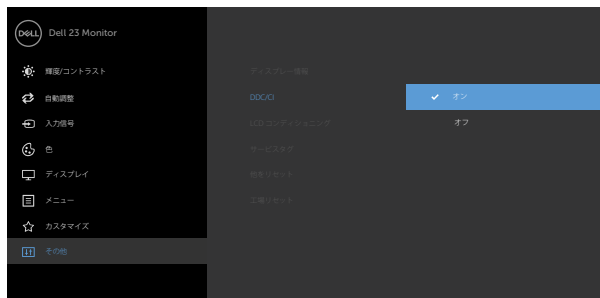 DELL Dell 23 Monitor
輝度/コントラスト
自動調整
入力信号
色
ディスプレイ
メニュー
カスタマイズ
その他
ディスプレー情報
DDC/CI
LCD コンディショニング
サービスタグ
他をリセット
工場リセット
オン
オフ